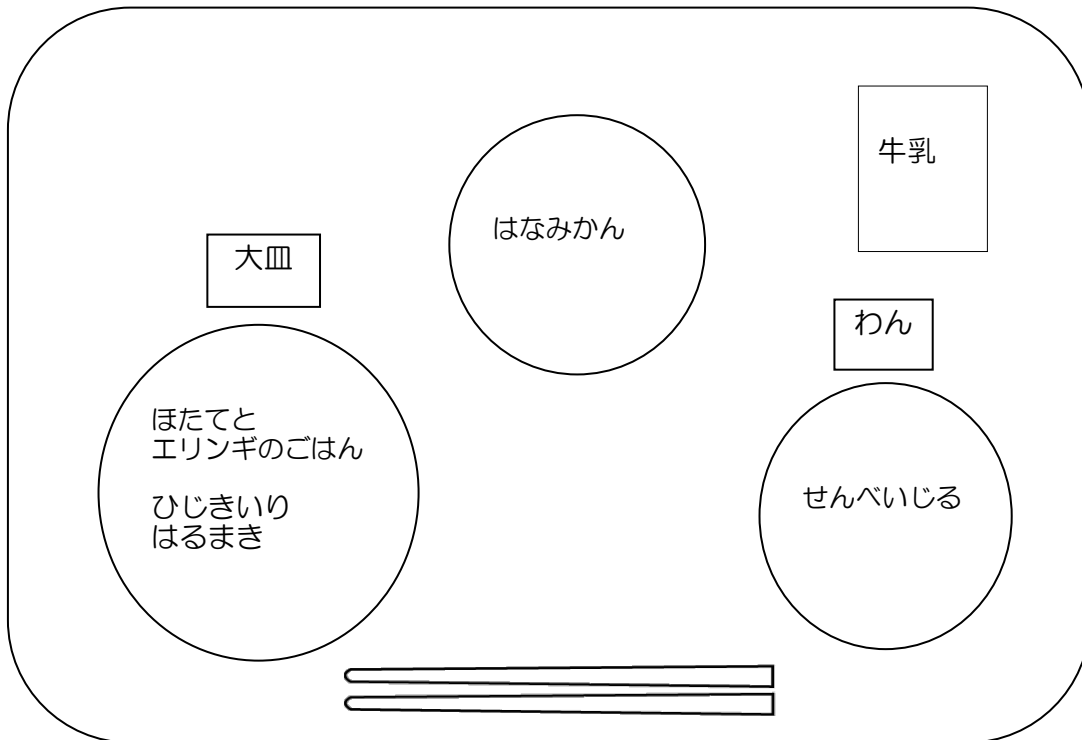 牛乳
はなみかん
大皿
わん
ほたてと
エリンギのごはん
ひじきいり
はるまき
せんべいじる